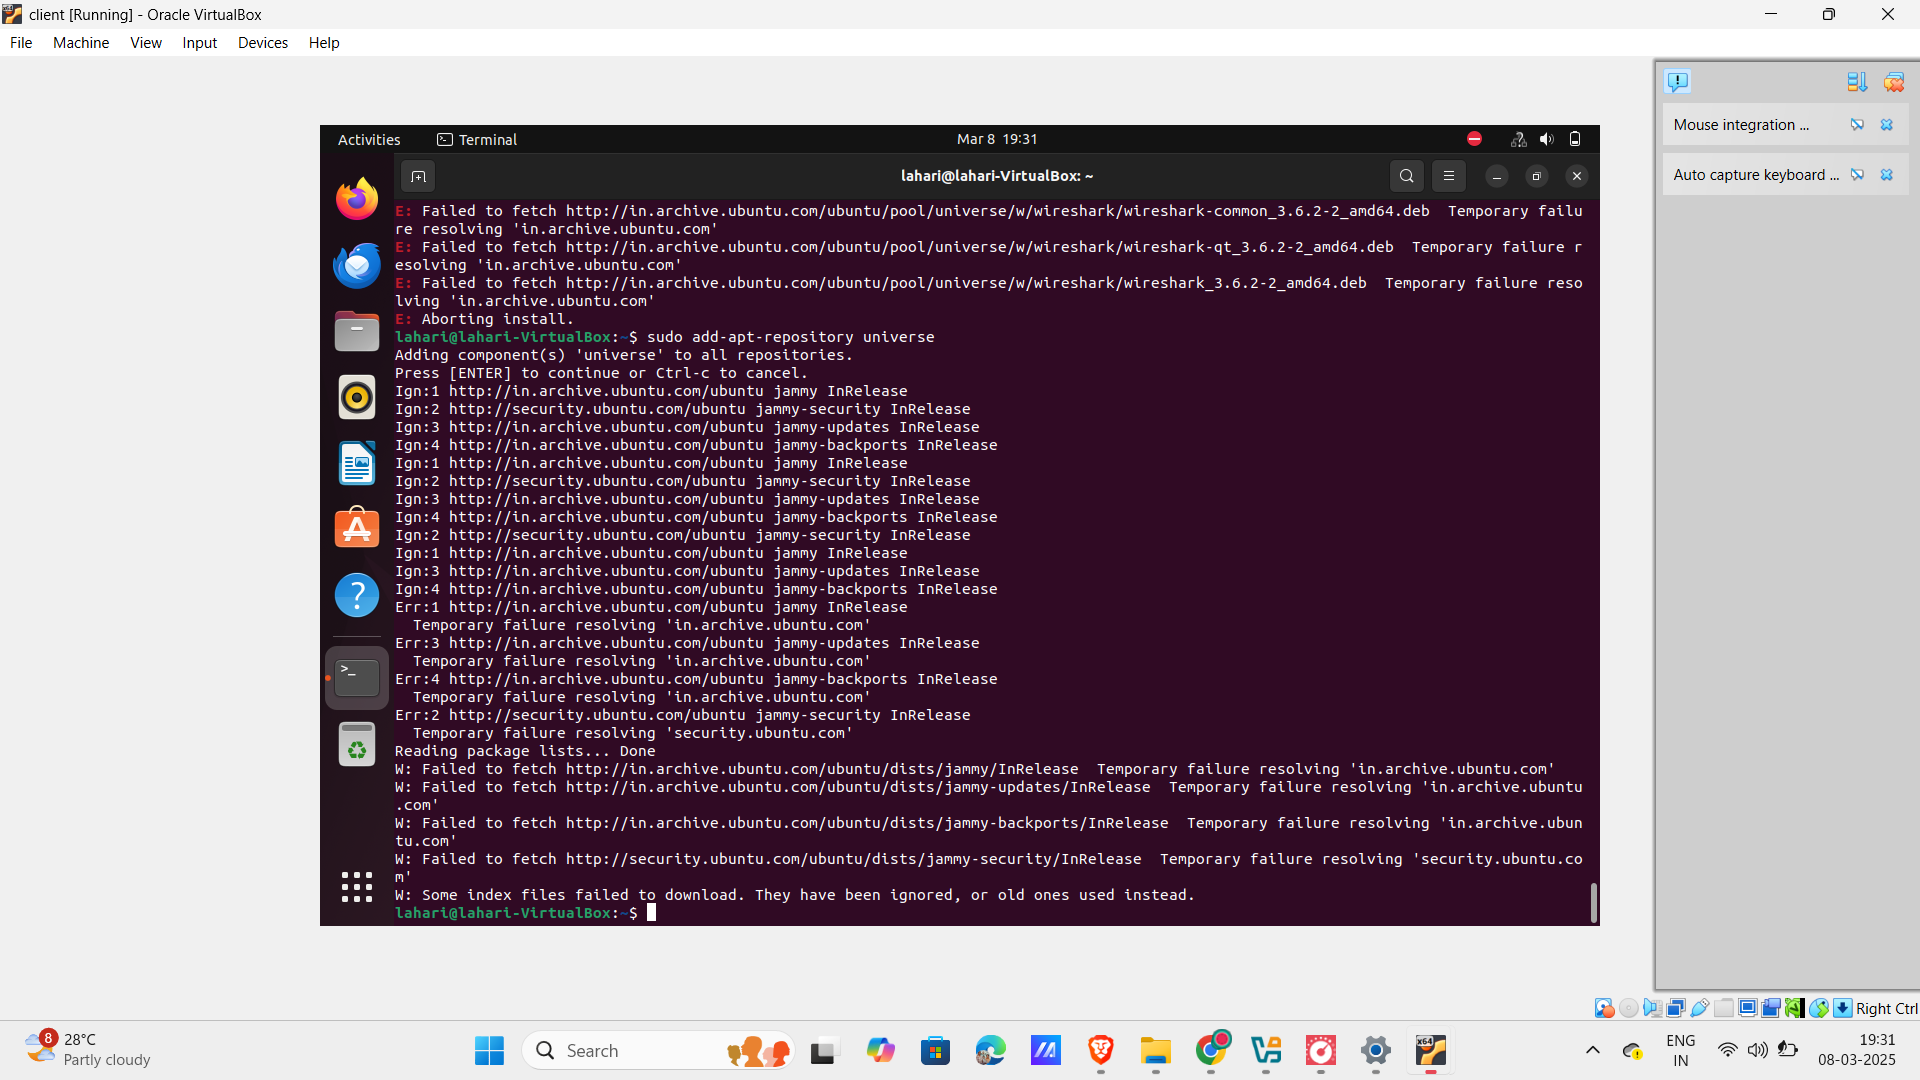 client [Running] - Oracle VirtualBox
File Machine View Input Devices Help
Mouse integration ...
Auto capture keyboard ...
Activities Terminal Mar 8 19:31
lahari@lahari-VirtualBox: ~
E: Failed to fetch http://in.archive.ubuntu.com/ubuntu/pool/universe/w/wireshark/wireshark-common_3.6.2-2_amd64.deb  Temporary failu
re resolving 'in.archive.ubuntu.com'
E: Failed to fetch http://in.archive.ubuntu.com/ubuntu/pool/universe/w/wireshark/wireshark-qt_3.6.2-2_amd64.deb  Temporary failure r
esolving 'in.archive.ubuntu.com'
E: Failed to fetch http://in.archive.ubuntu.com/ubuntu/pool/universe/w/wireshark/wireshark_3.6.2-2_amd64.deb  Temporary failure reso
lving 'in.archive.ubuntu.com'
E: Aborting install.
lahari@lahari-VirtualBox:~$ sudo add-apt-repository universe
Adding component(s) 'universe' to all repositories.
Press [ENTER] to continue or Ctrl-c to cancel.
Ign:1 http://in.archive.ubuntu.com/ubuntu jammy InRelease
Ign:2 http://security.ubuntu.com/ubuntu jammy-security InRelease
Ign:3 http://in.archive.ubuntu.com/ubuntu jammy-updates InRelease
Ign:4 http://in.archive.ubuntu.com/ubuntu jammy-backports InRelease
Ign:1 http://in.archive.ubuntu.com/ubuntu jammy InRelease
Ign:2 http://security.ubuntu.com/ubuntu jammy-security InRelease
Ign:3 http://in.archive.ubuntu.com/ubuntu jammy-updates InRelease
Ign:4 http://in.archive.ubuntu.com/ubuntu jammy-backports InRelease
Ign:2 http://security.ubuntu.com/ubuntu jammy-security InRelease
Ign:1 http://in.archive.ubuntu.com/ubuntu jammy InRelease
Ign:3 http://in.archive.ubuntu.com/ubuntu jammy-updates InRelease
Ign:4 http://in.archive.ubuntu.com/ubuntu jammy-backports InRelease
Err:1 http://in.archive.ubuntu.com/ubuntu jammy InRelease
  Temporary failure resolving 'in.archive.ubuntu.com'
Err:3 http://in.archive.ubuntu.com/ubuntu jammy-updates InRelease
  Temporary failure resolving 'in.archive.ubuntu.com'
Err:4 http://in.archive.ubuntu.com/ubuntu jammy-backports InRelease
  Temporary failure resolving 'in.archive.ubuntu.com'
Err:2 http://security.ubuntu.com/ubuntu jammy-security InRelease
  Temporary failure resolving 'security.ubuntu.com'
Reading package lists... Done
W: Failed to fetch http://in.archive.ubuntu.com/ubuntu/dists/jammy/InRelease  Temporary failure resolving 'in.archive.ubuntu.com'
W: Failed to fetch http://in.archive.ubuntu.com/ubuntu/dists/jammy-updates/InRelease  Temporary failure resolving 'in.archive.ubuntu
.com'
W: Failed to fetch http://in.archive.ubuntu.com/ubuntu/dists/jammy-backports/InRelease  Temporary failure resolving 'in.archive.ubun
tu.com'
W: Failed to fetch http://security.ubuntu.com/ubuntu/dists/jammy-security/InRelease  Temporary failure resolving 'security.ubuntu.co
m'
W: Some index files failed to download. They have been ignored, or old ones used instead.
lahari@lahari-VirtualBox:~$
Right Ctrl
8 28°C
Partly cloudy
Search
ENG
IN
19:31
08-03-2025